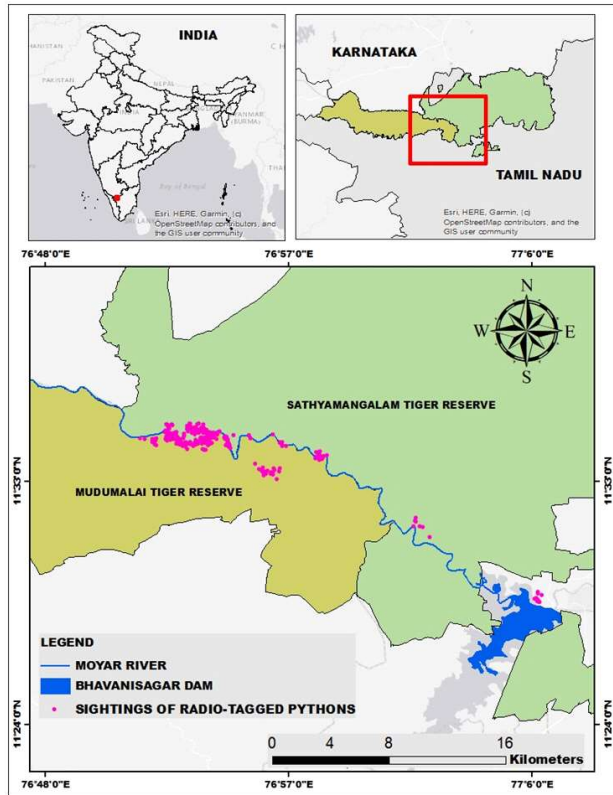 INDIA
PAKISTAN
NEPAL
Bay of Bengal
Esri, HERE, Garmin, (c)
OpenStreetMap contributors, and
the GIS user community
KARNATAKA
TAMIL NADU
Esri, HERE, Garmin, (c)
OpenStreetMap contributors, and the
GIS user community
76°48'0"E
76°57'0"E
77°6'0"E
N
W
E
S
SATHYAMANGALAM TIGER RESERVE
11°33'0"N
11°33'0"N
MUDUMALAI TIGER RESERVE
LEGEND
MOYAR RIVER
BHAVANISAGAR DAM
SIGHTINGS OF RADIO-TAGGED PYTHONS
11°24'0"N
11°24'0"N
0 4 8 16
Kilometers
76°48'0"E
76°57'0"E
77°6'0"E